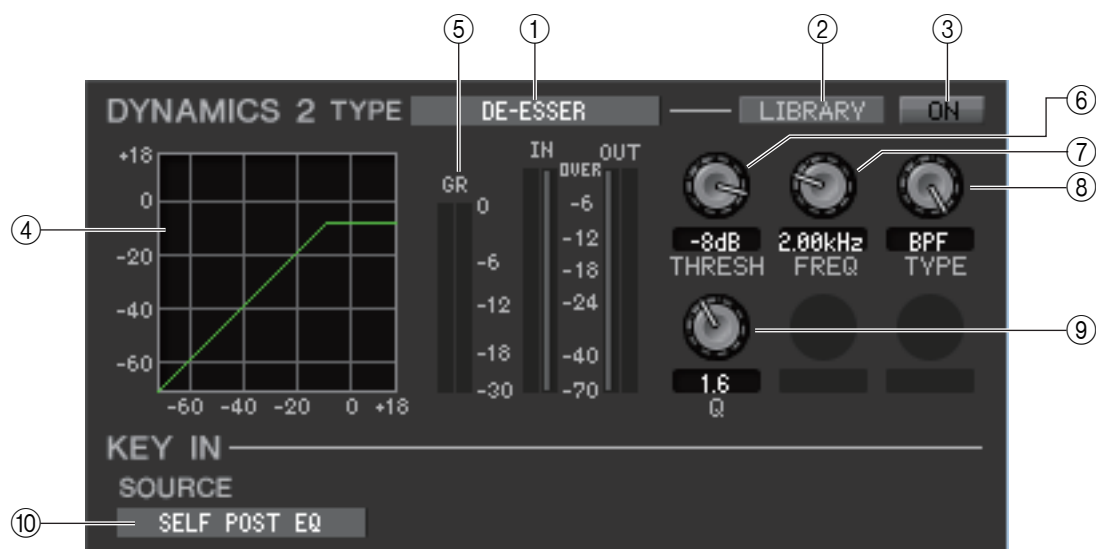 ⑤ ① ② ③
DYNAMICS 2 TYPE DE-ESSER LIBRARY ON
⑥
⑦
⑧
④
⑨
⑩
+18
0
-20
-40
-60
-60 -40 -20 0 +18
GR
0
-6
-12
-18
-30
IN OUT
OVER
-6
-12
-18
-24
-40
-70
-8dB 2.00kHz BPF
THRESH FREQ TYPE
1.6
Q
KEY IN
SOURCE
SELF POST EQ